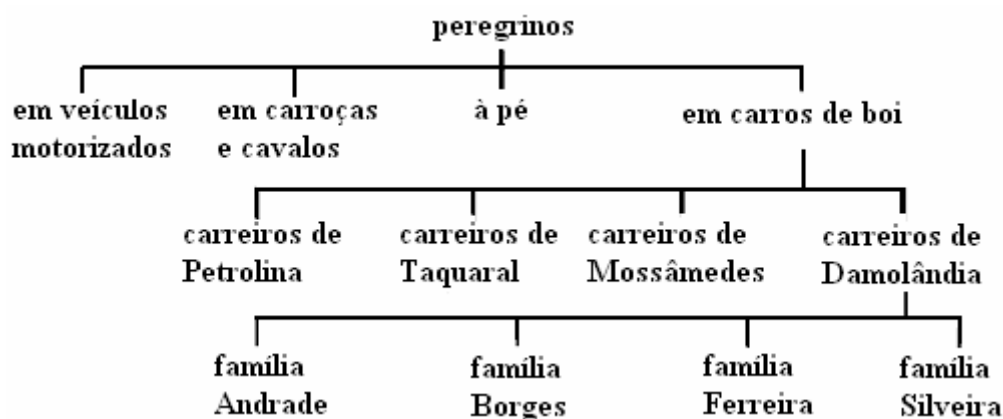 peregrinos
em veículos
motorizados
em carroças
e cavalos
à pé
em carros de boi
carreiros de
Petrolina
carreiros de
Taquaral
carreiros de
Mossâmedes
carreiros de
Damolândia
família
Andrade
família
Borges
família
Ferreira
família
Silveira